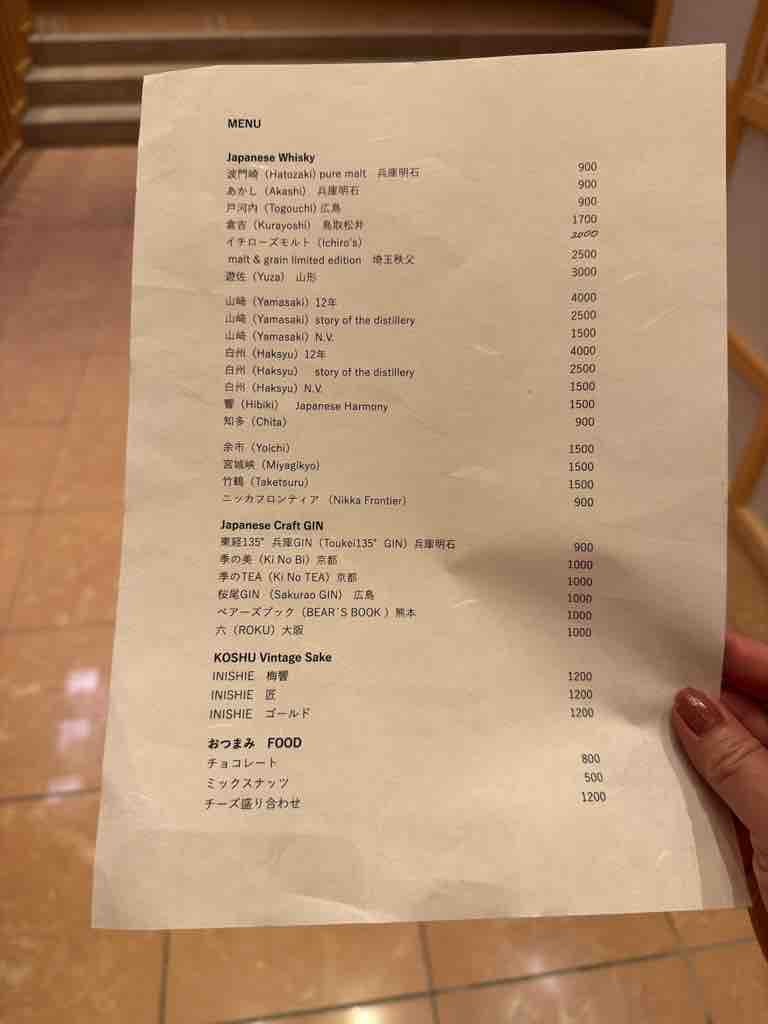 MENU
Japanese Whisky
波門崎（Hatozaki) pure malt　兵庫明石 900
あかし（Akashi）　兵庫明石 900
戸河内（Togouchi) 広島 900
倉吉（Kurayoshi）　鳥取松井 1700
イチローズモルト（Ichiro's） 2000
malt & grain limited edition　埼玉秩父 2500
遊佐（Yuza）　山形 3000
山崎（Yamasaki）12年 4000
山崎（Yamasaki）story of the distillery 2500
山崎（Yamasaki）N.V. 1500
白州（Haksyu）12年 4000
白州（Haksyu）　story of the distillery 2500
白州（Haksyu）N.V. 1500
響（Hibiki）　Japanese Harmony 1500
知多（Chita） 900
余市（Yoichi） 1500
宮城峡（Miyagikyo） 1500
竹鶴（Taketsuru） 1500
ニッカフロンティア （Nikka Frontier） 900
Japanese Craft GIN
東経135°兵庫GIN（Toukei135°GIN）兵庫明石 900
季の美（Ki No Bi）京都 1000
季のTEA（Ki No TEA）京都 1000
桜尾GIN （Sakurao GIN）　広島 1000
ベアーズブック（BEAR´S BOOK ）熊本 1000
六（ROKU）大阪 1000
KOSHU Vintage Sake
INISHIE　梅響 1200
INISHIE　匠 1200
INISHIE　ゴールド 1200
おつまみ　FOOD
チョコレート 800
ミックスナッツ 500
チーズ盛り合わせ 1200